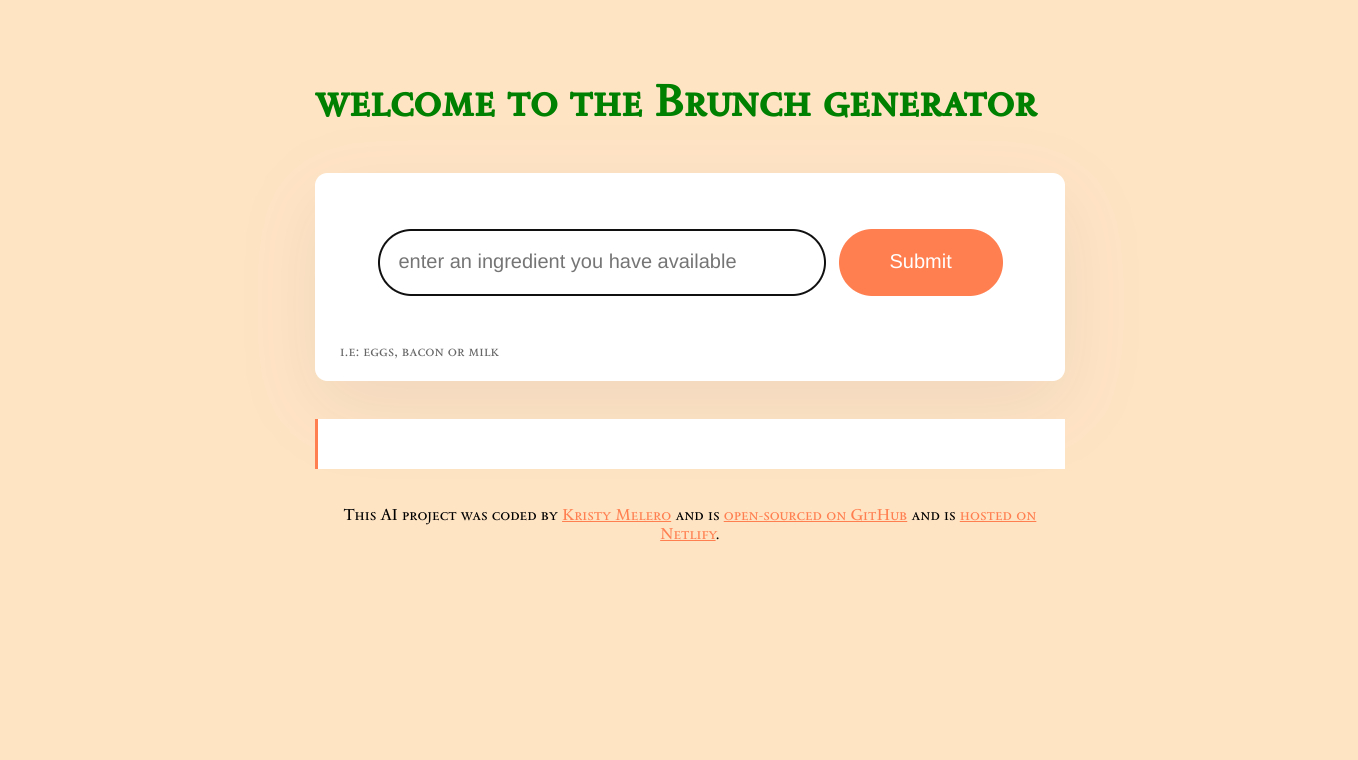 welcome to the Brunch generator
enter an ingredient you have available
Submit
i.e: eggs, bacon or milk
This AI project was coded by Kristy Melero and is open-sourced on GitHub and is hosted on
Netlify.